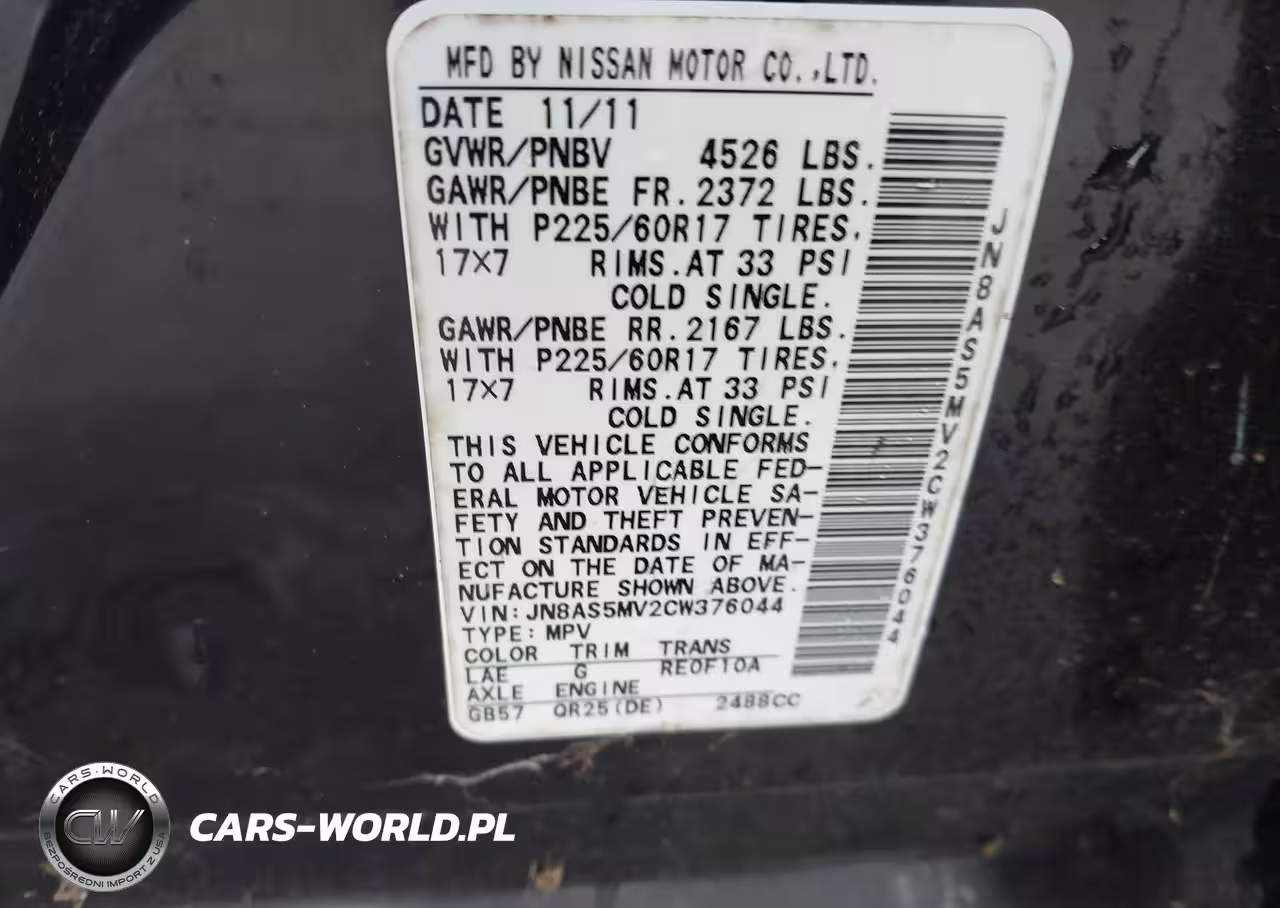 MFD BY NISSAN MOTOR CO.,LTD.
DATE 11/11
GVWR/PNBV 4526 LBS.
GAWR/PNBE FR. 2372 LBS.
WITH P225/60R17 TIRES.
17×7 RIMS. AT 33 PSI
COLD SINGLE.
GAWR/PNBE RR. 2167 LBS.
WITH P225/60R17 TIRES.
17×7 RIMS. AT 33 PSI
COLD SINGLE.
THIS VEHICLE CONFORMS
TO ALL APPLICABLE FED-
ERAL MOTOR VEHICLE SA-
FETY AND THEFT PREVEN-
TION STANDARDS IN EFF-
ECT ON THE DATE OF MA-
NUFACTURE SHOWN ABOVE.
VIN: JN8AS5MV2CW376044
TYPE: MPV
COLOR TRIM TRANS
LAE G RE0F10A
AXLE ENGINE
GB57 QR25(DE) 2488CC
JN8AS5MV2CW376044
CARS-WORLD
CW
BEZPOŚREDNI IMPORT Z USA
CARS-WORLD.PL